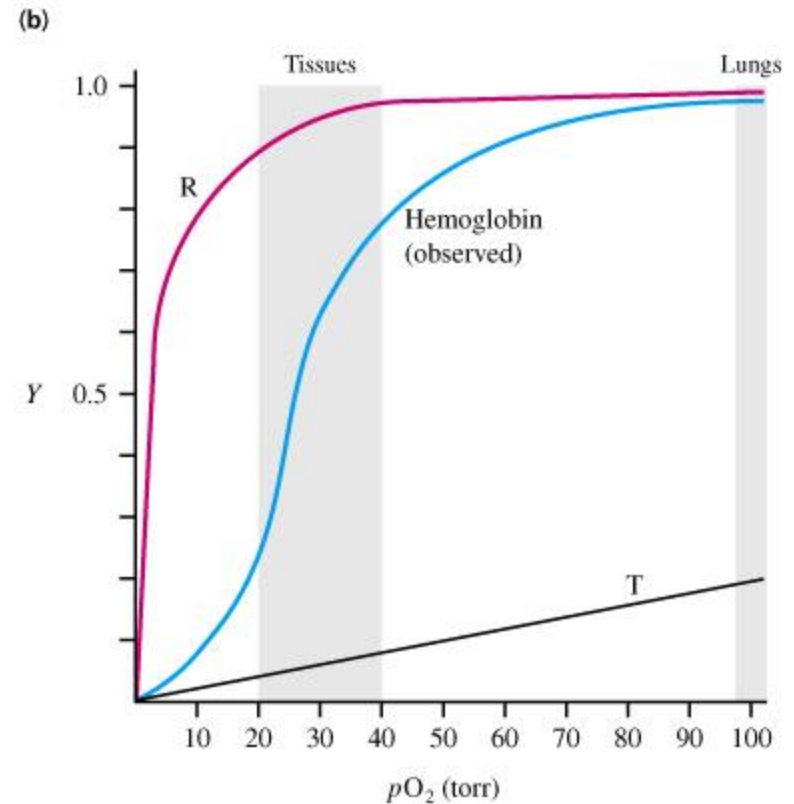 (b)
Tissues
Lungs
1.0
R
Hemoglobin
(observed)
Y
0.5
T
10 20 30 40 50 60 70 80 90 100
pO₂ (torr)